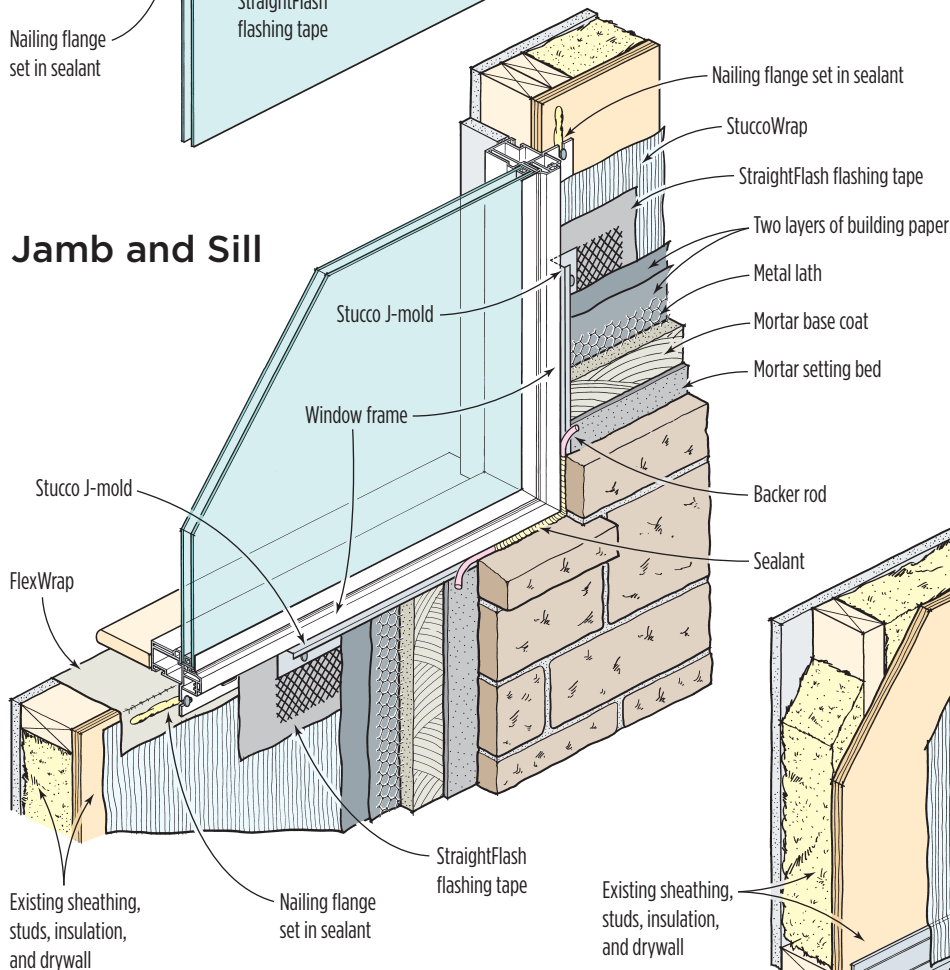 StraightFlash
flashing tape
Nailing flange
set in sealant
Nailing flange set in sealant
StuccoWrap
StraightFlash flashing tape
Two layers of building paper
Jamb and Sill
Metal lath
Stucco J-mold
Mortar base coat
Mortar setting bed
Window frame
Stucco J-mold
Backer rod
Sealant
FlexWrap
StraightFlash
flashing tape
Existing sheathing,
studs, insulation,
and drywall
Nailing flange
set in sealant
Existing sheathing,
studs, insulation,
and drywall